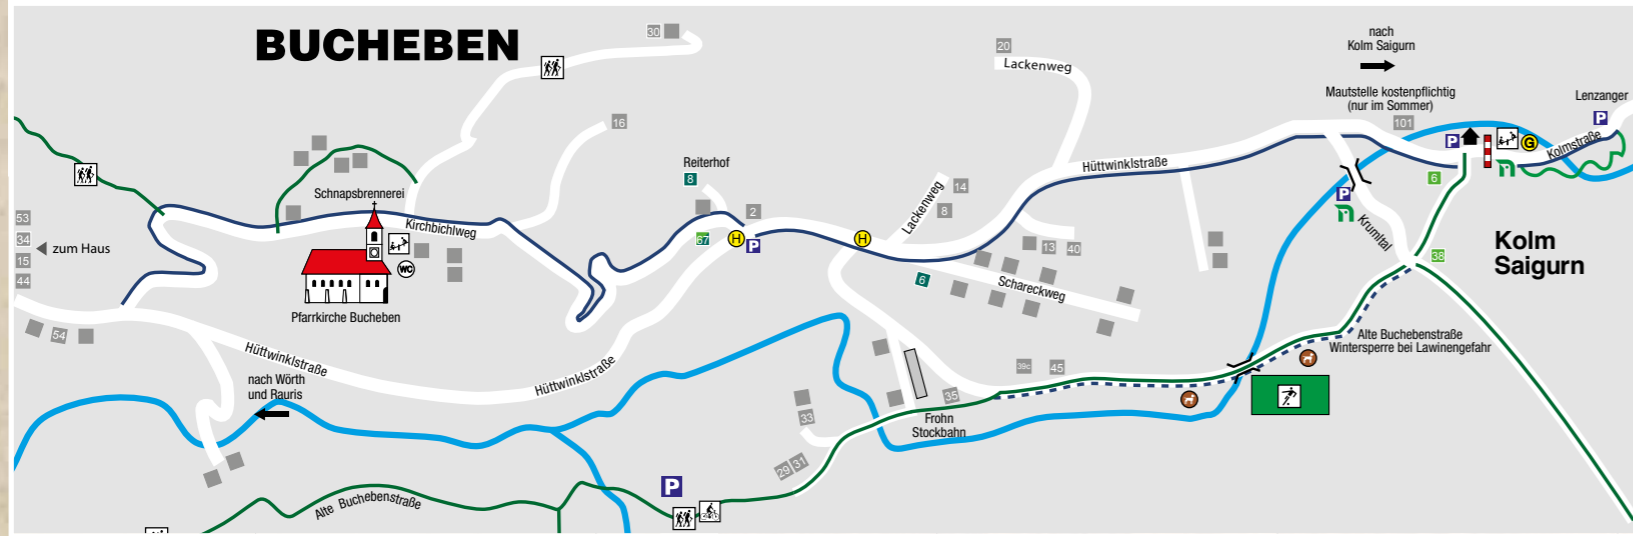 BUCHEBEN
30
20
Lackenweg
nach
Kolm Saigurn
Mautstelle kostenpflichtig
(nur im Sommer)
101
Lenzanger
P
P
G
Kolmstraße
16
Reiterhof
8
Schnapsbrennerei
Kirchbichlweg
Hüttwinklstraße
6
P
53
34
15
44
zum Haus
WC
67
2
H
P
H
Lackenweg
14
8
13
40
Krumltal
38
Kolm
Saigurn
Pfarrkirche Bucheben
6
Schareckweg
54
Hüttwinklstraße
nach Wörth
und Rauris
Hüttwinklstraße
Alte Buchebenstraße
Wintersperre bei Lawinengefahr
39c
45
35
33
Frohn
Stockbahn
29
31
P
Alte Buchebenstraße